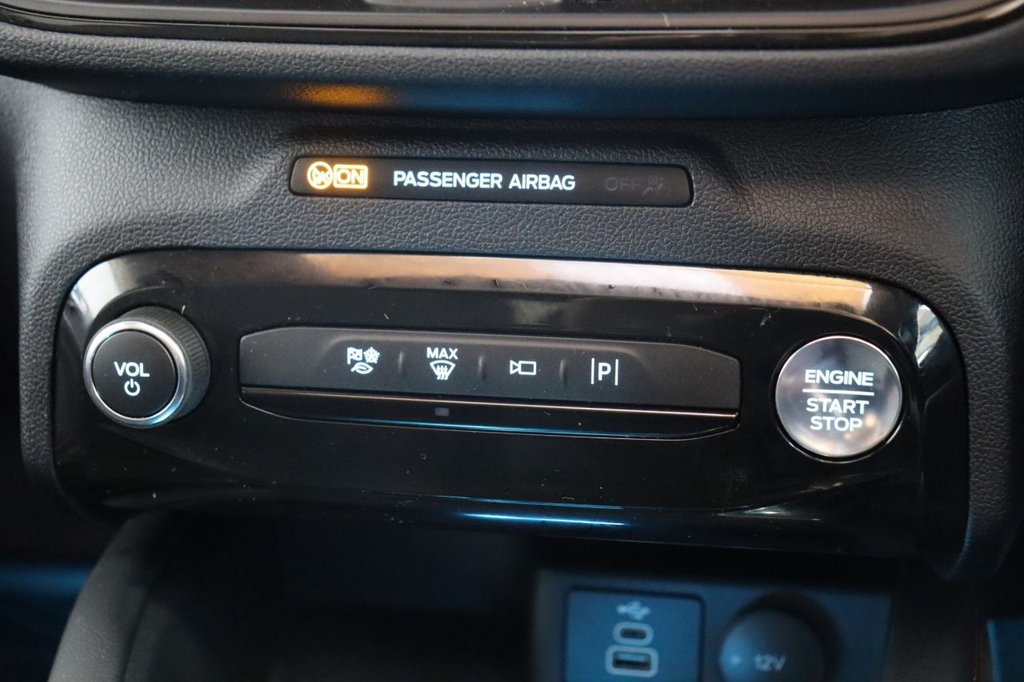 ON PASSENGER AIRBAG OFF
VOL
MAX
P
ENGINE
START
STOP
12V